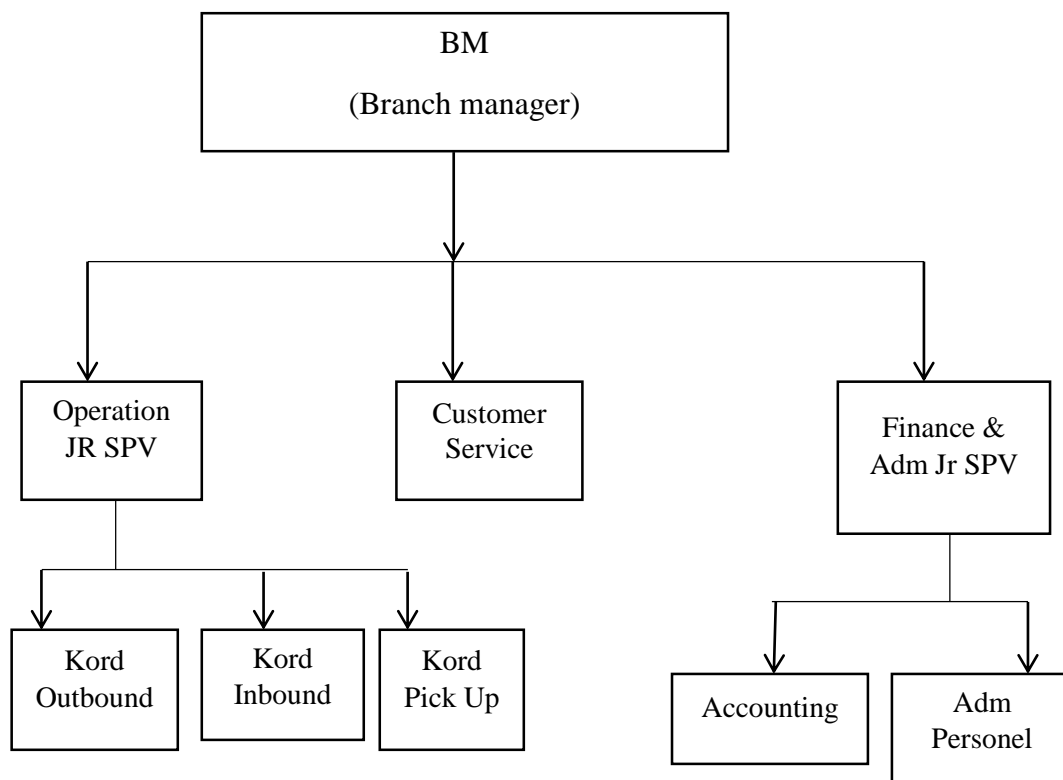 BM
(Branch manager)
Operation
JR SPV
Customer
Service
Finance &
Adm Jr SPV
Kord
Outbound
Kord
Inbound
Kord
Pick Up
Accounting
Adm
Personel